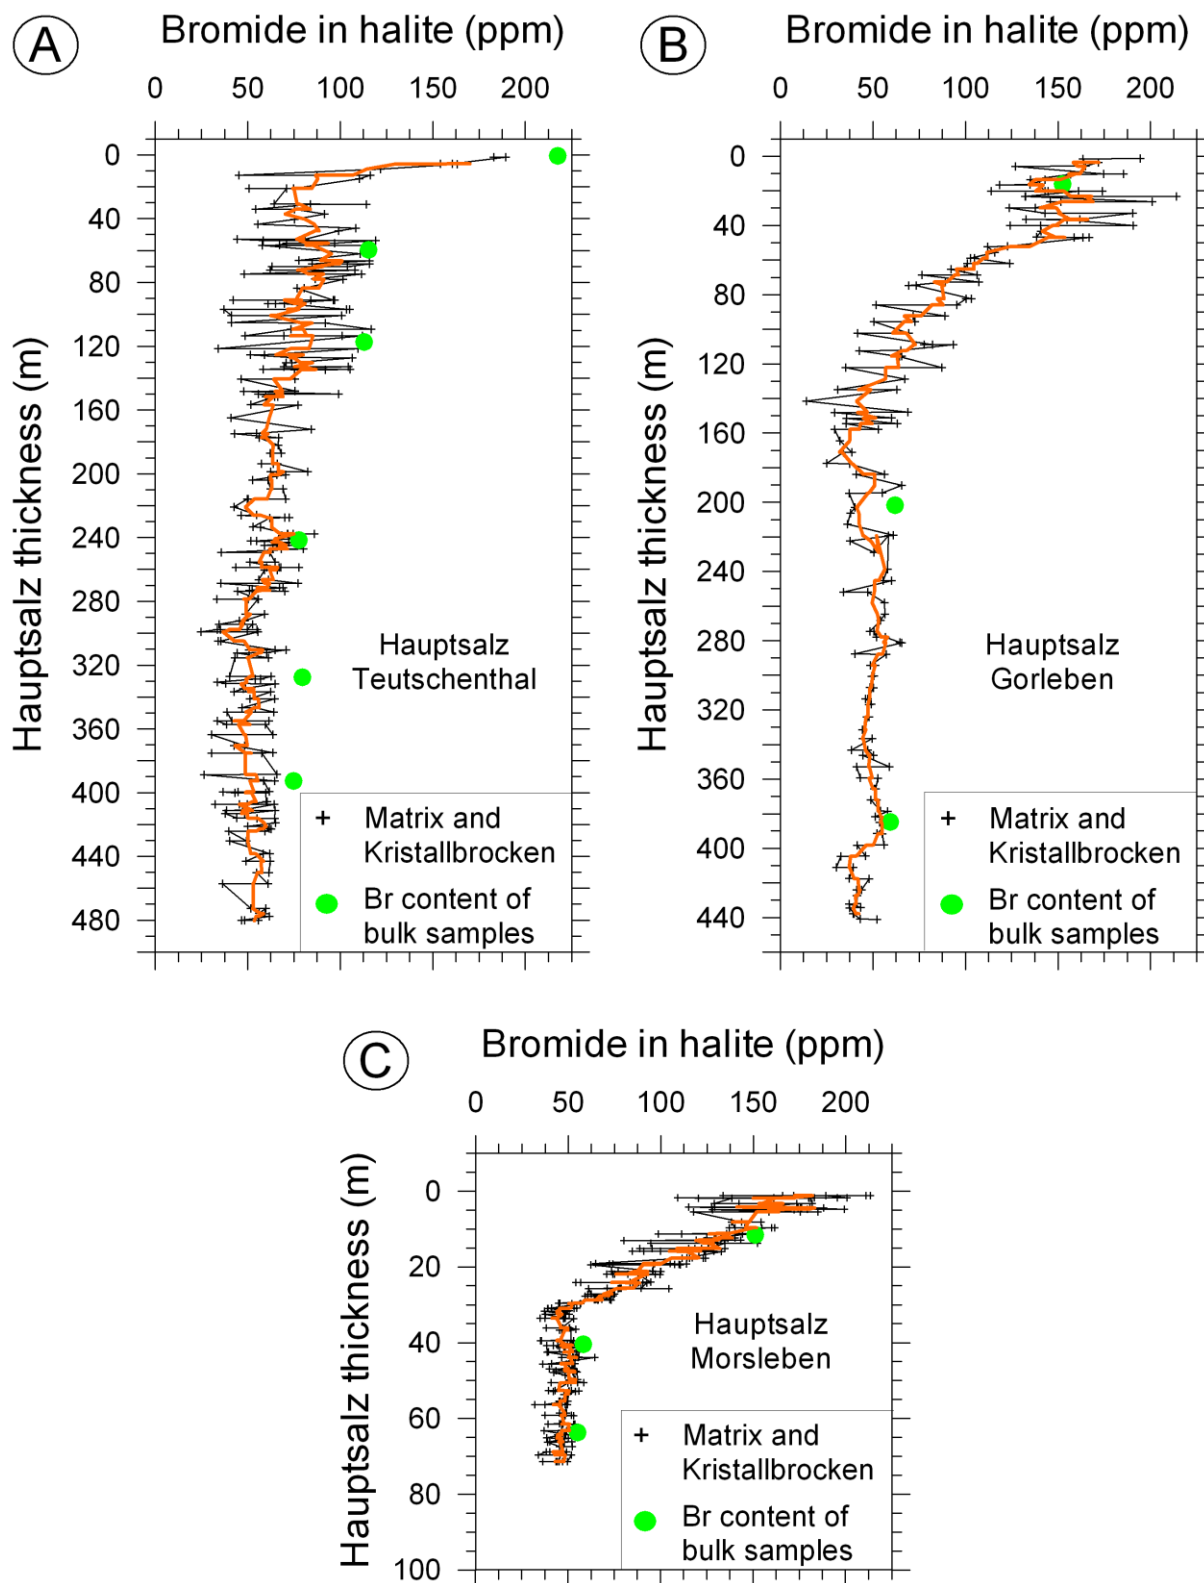 A
Bromide in halite (ppm)
0 50 100 150 200
Hauptsalz thickness (m)
0
40
80
120
160
200
240
280
320
360
400
440
480
Hauptsalz
Teutschenthal
+ Matrix and
Kristallbrocken
Br content of
bulk samples
B
Bromide in halite (ppm)
0 50 100 150 200
Hauptsalz thickness (m)
0
40
80
120
160
200
240
280
320
360
400
440
Hauptsalz
Gorleben
+ Matrix and
Kristallbrocken
Br content of
bulk samples
C
Bromide in halite (ppm)
0 50 100 150 200
Hauptsalz thickness (m)
0
20
40
60
80
100
Hauptsalz
Morsleben
+ Matrix and
Kristallbrocken
Br content of
bulk samples